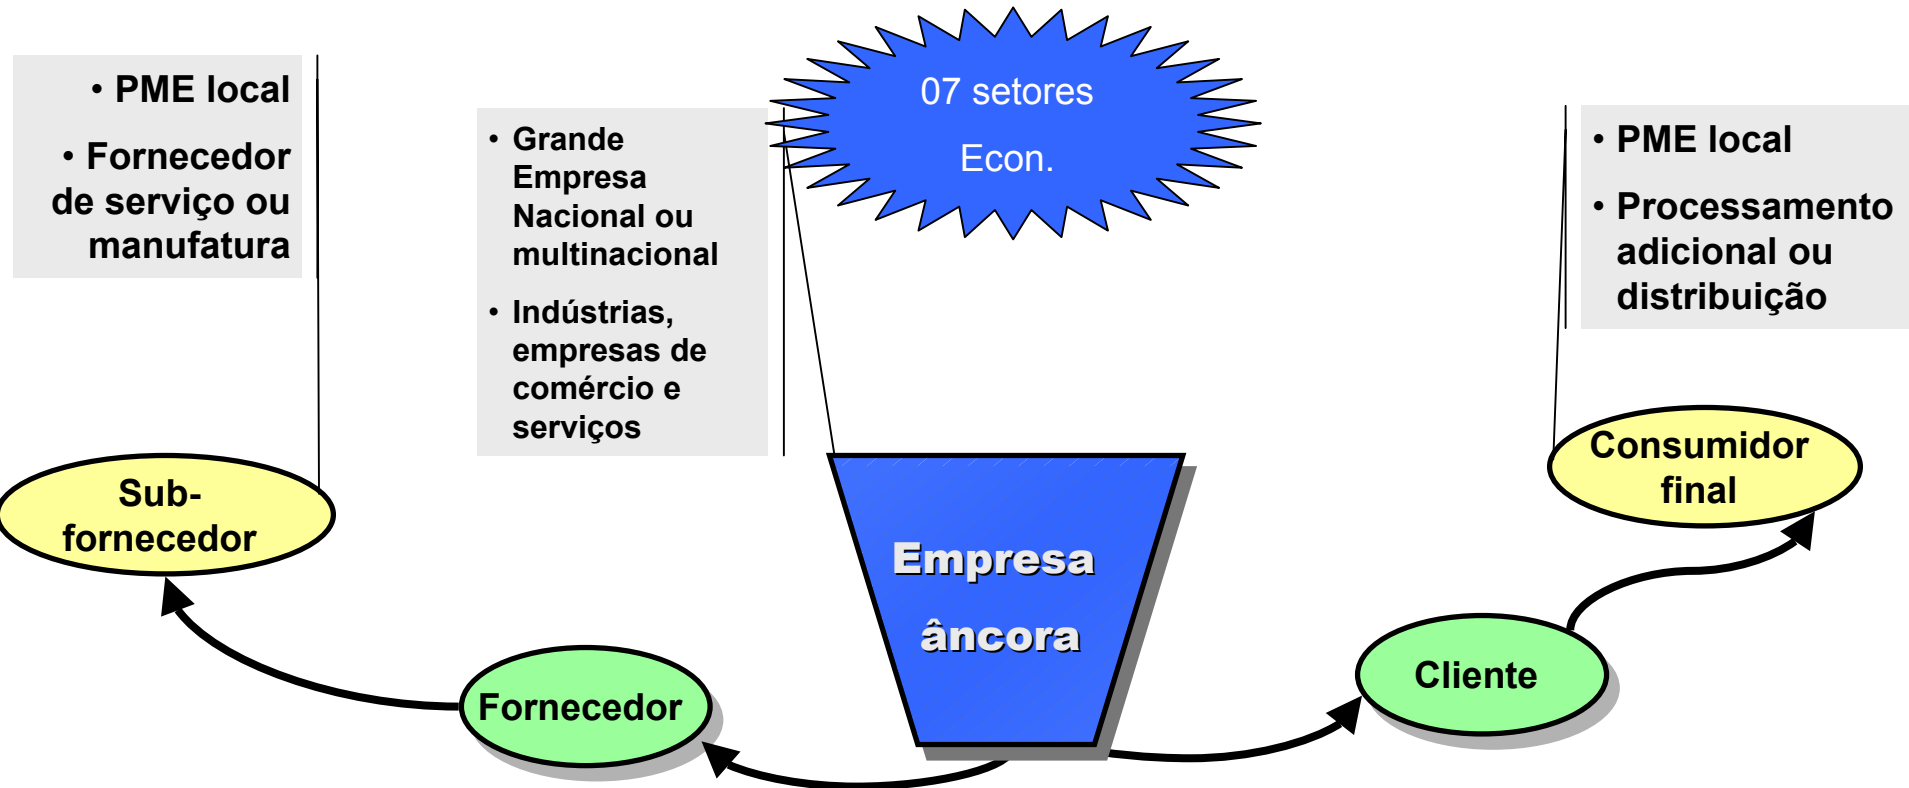 • PME local
• Fornecedor
de serviço ou
manufatura
• Grande
Empresa
Nacional ou
multinacional
• Indústrias,
empresas de
comércio e
serviços
07 setores
Econ.
• PME local
• Processamento
adicional ou
distribuição
Sub-
fornecedor
Fornecedor
Empresa
âncora
Cliente
Consumidor
final